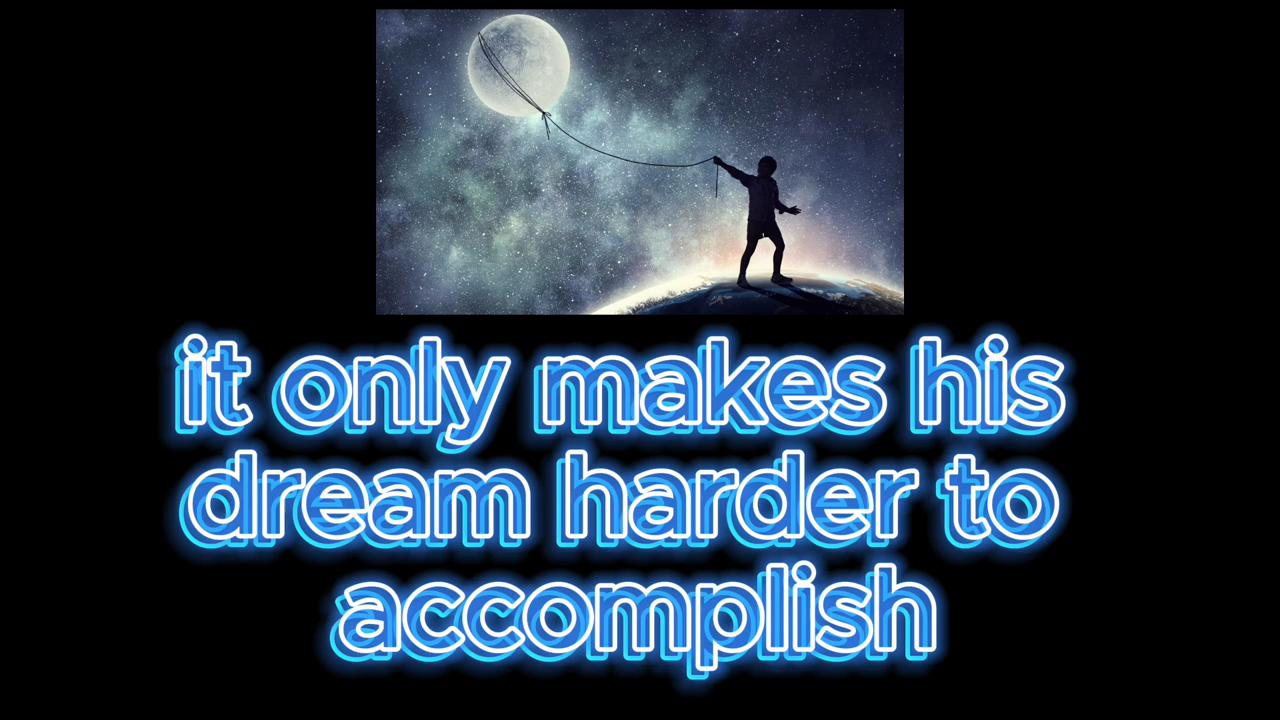 it only makes his
dream harder to
accomplish